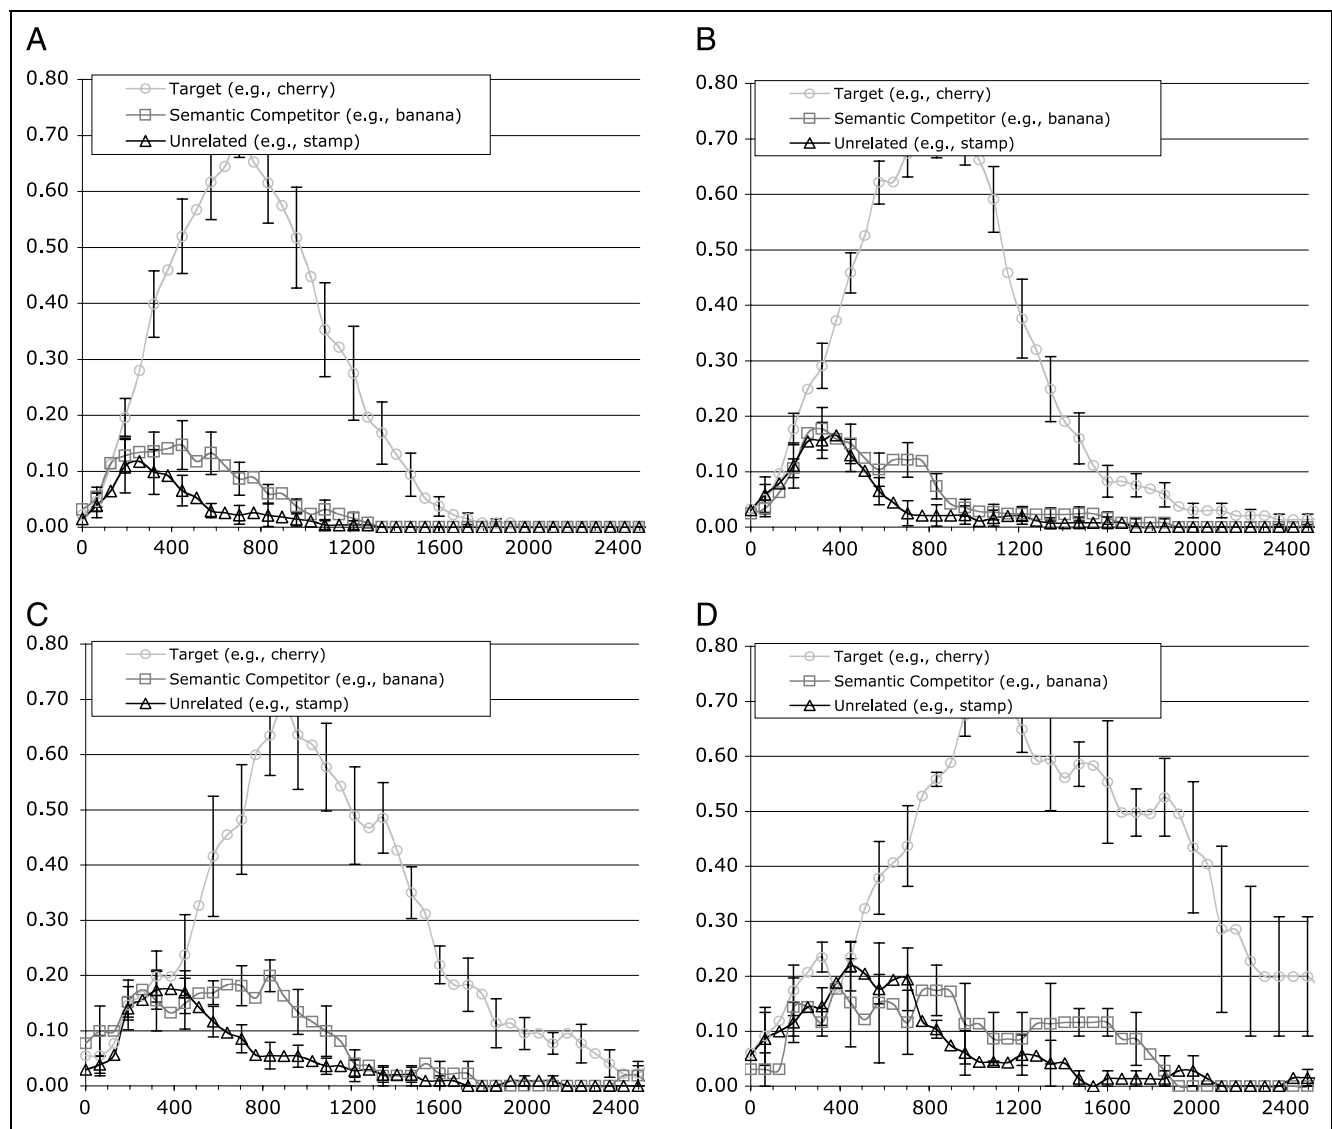 A
0.80
Target (e.g., cherry)
Semantic Competitor (e.g., banana)
Unrelated (e.g., stamp)
0.70
0.60
0.50
0.40
0.30
0.20
0.10
0.00
0 400 800 1200 1600 2000 2400
B
0.80
Target (e.g., cherry)
Semantic Competitor (e.g., banana)
Unrelated (e.g., stamp)
0.70
0.60
0.50
0.40
0.30
0.20
0.10
0.00
0 400 800 1200 1600 2000 2400
C
0.80
Target (e.g., cherry)
Semantic Competitor (e.g., banana)
Unrelated (e.g., stamp)
0.70
0.60
0.50
0.40
0.30
0.20
0.10
0.00
0 400 800 1200 1600 2000 2400
D
0.80
Target (e.g., cherry)
Semantic Competitor (e.g., banana)
Unrelated (e.g., stamp)
0.70
0.60
0.50
0.40
0.30
0.20
0.10
0.00
0 400 800 1200 1600 2000 2400